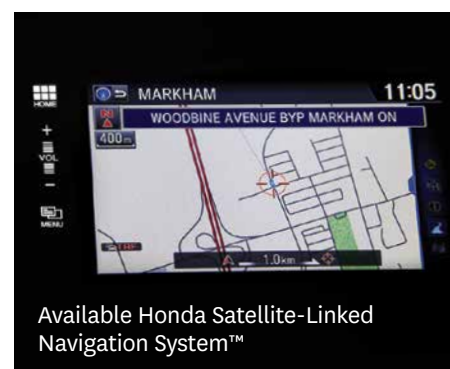 HOME
+
VOL
−
MENU
MARKHAM
11:05
WOODBINE AVENUE BYP MARKHAM ON
N
400m
1.0km
Available Honda Satellite-Linked
Navigation System™